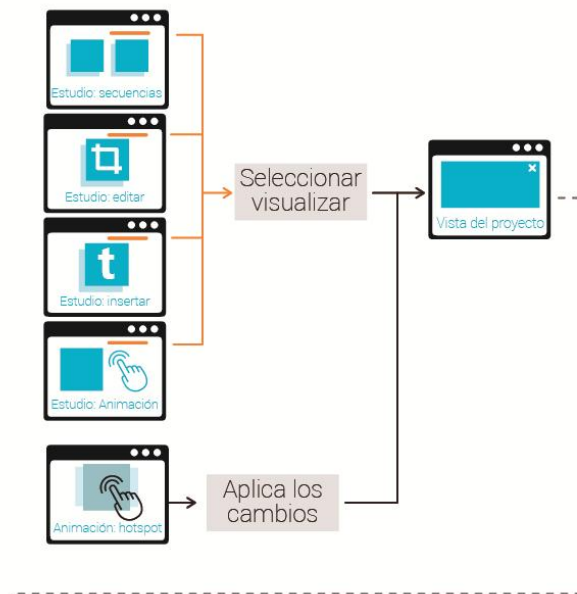 Estudio: secuencias
t
Estudio: editar
Estudio: insertar
Estudio: Animación
Seleccionar
visualizar
Vista del proyecto
Animación: hotspot
Aplica los
cambios